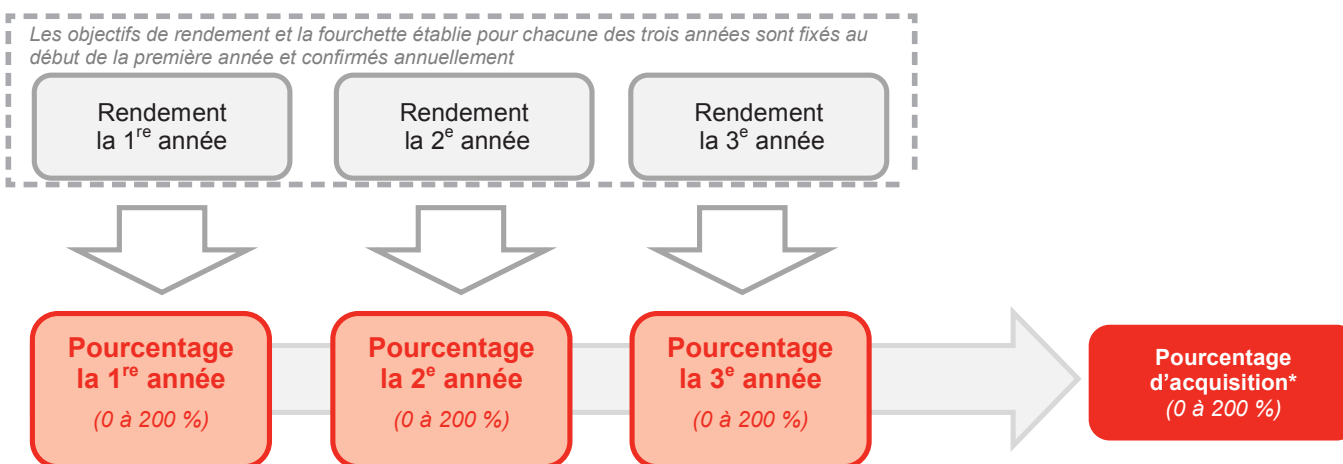 Les objectifs de rendement et la fourchette établie pour chacune des trois années sont fixés au
début de la première année et confirmés annuellement
Rendement
la 1re année
Rendement
la 2e année
Rendement
la 3e année
Pourcentage
la 1re année
(0 à 200 %)
Pourcentage
la 2e année
(0 à 200 %)
Pourcentage
la 3e année
(0 à 200 %)
Pourcentage
d'acquisition*
(0 à 200 %)